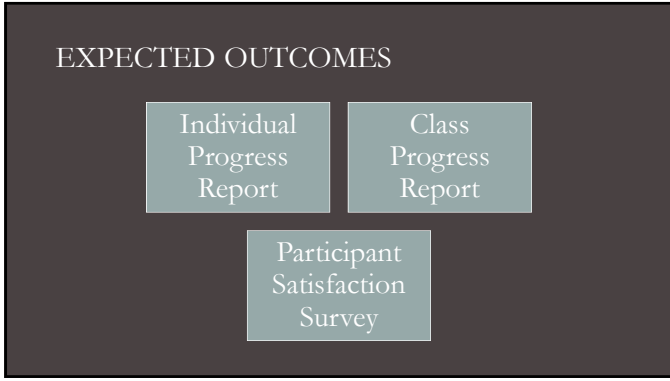 EXPECTED OUTCOMES
Individual
Progress
Report
Class
Progress
Report
Participant
Satisfaction
Survey